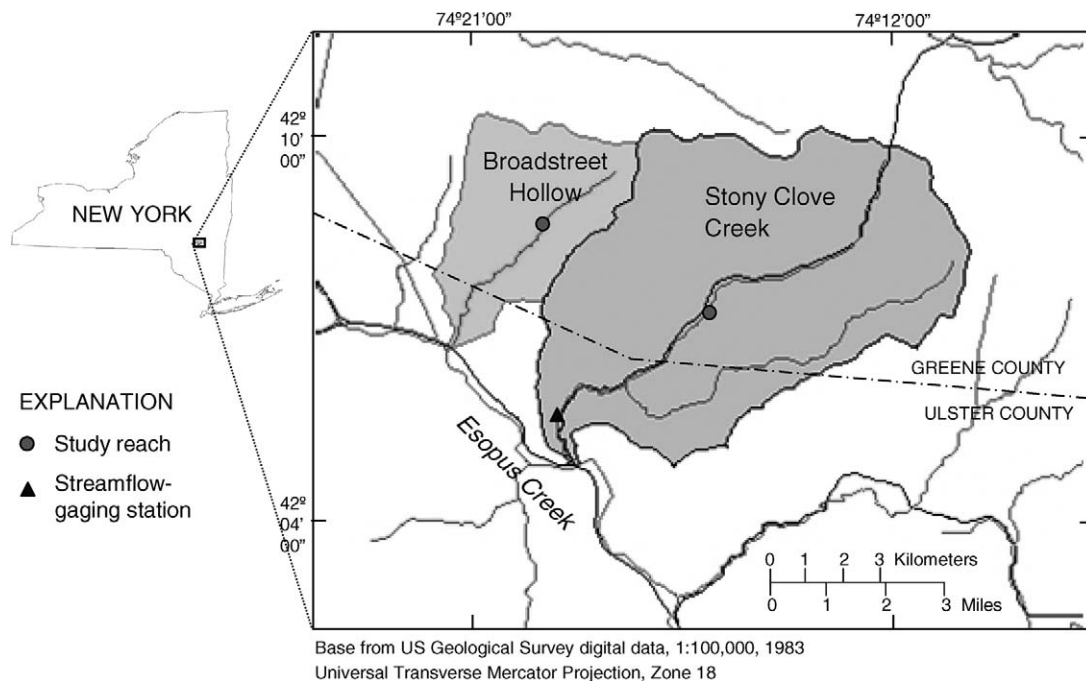 74º21'00”
74º12'00”
42º
10'
00”
Broadstreet
Hollow
Stony Clove
Creek
NEW YORK
GREENE COUNTY
ULSTER COUNTY
EXPLANATION
Study reach
Streamflow-
gaging station
Esopus Creek
42º
04'
00”
0 1 2 3 Kilometers
0 1 2 3 Miles
Base from US Geological Survey digital data, 1:100,000, 1983
Universal Transverse Mercator Projection, Zone 18